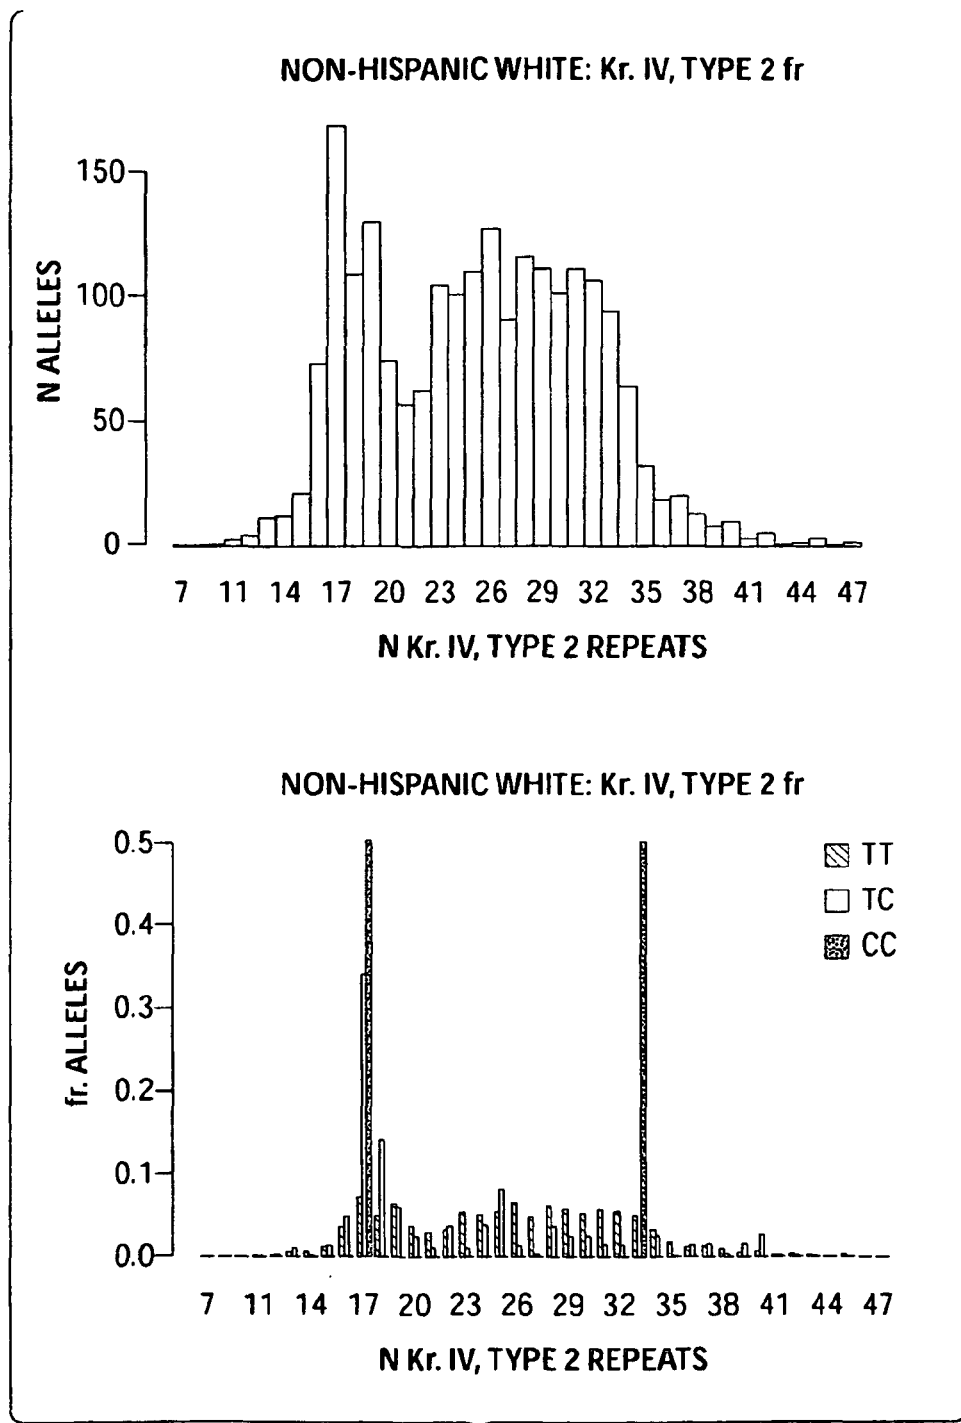 NON-HISPANIC WHITE: Kr. IV, TYPE 2 fr
150
100
50
0
N ALLELES
7 11 14 17 20 23 26 29 32 35 38 41 44 47
N Kr. IV, TYPE 2 REPEATS
NON-HISPANIC WHITE: Kr. IV, TYPE 2 fr
0.5
0.4
0.3
0.2
0.1
0.0
fr. ALLELES
TT
TC
CC
7 11 14 17 20 23 26 29 32 35 38 41 44 47
N Kr. IV, TYPE 2 REPEATS